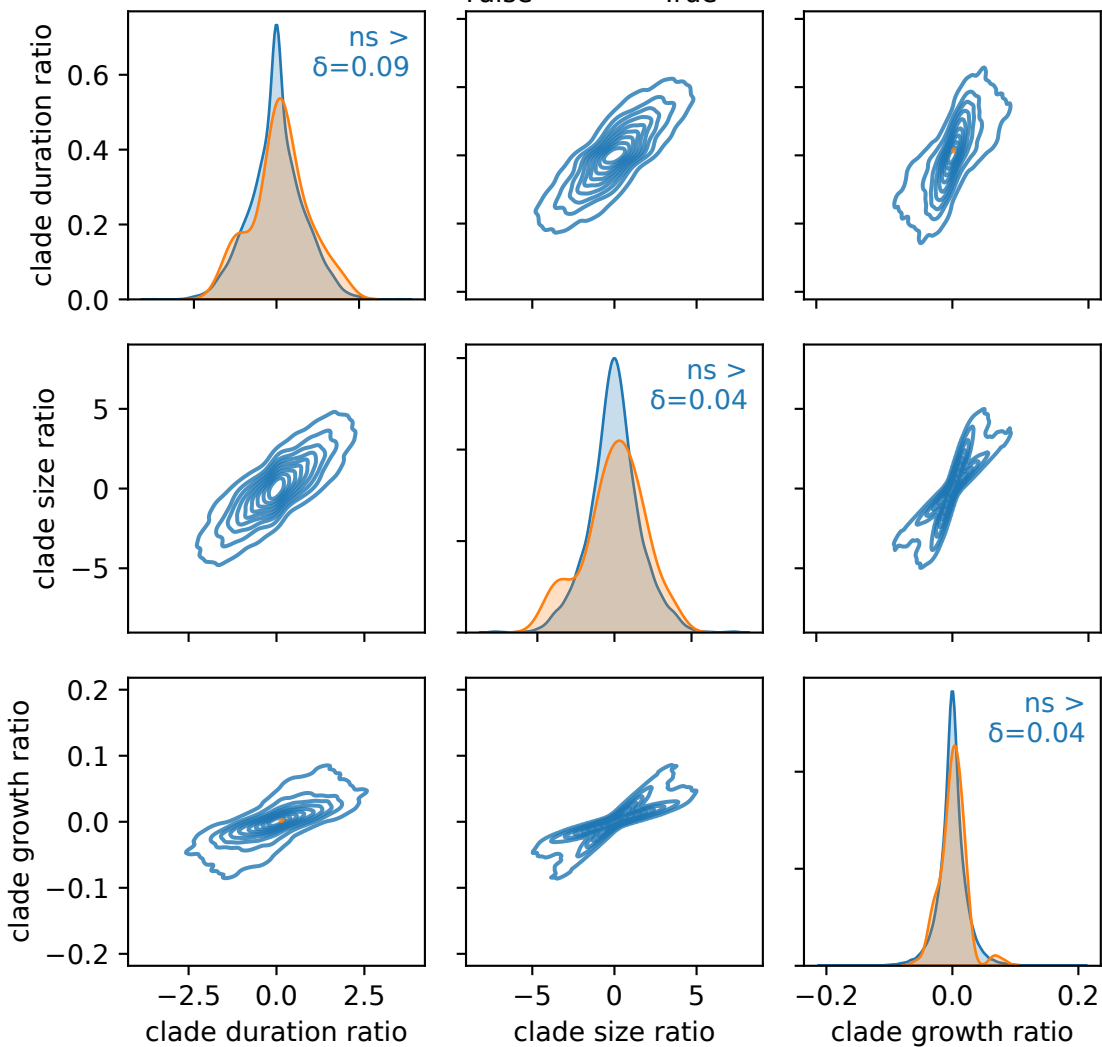 False True
clade duration ratio
0.6
0.4
0.2
0.0
ns >
δ=0.09
clade size ratio
5
0
−5
ns >
δ=0.04
clade growth ratio
0.2
0.1
0.0
−0.1
−0.2
ns >
δ=0.04
−2.5 0.0 2.5
−5 0 5
−0.2 0.0 0.2
clade duration ratio
clade size ratio
clade growth ratio